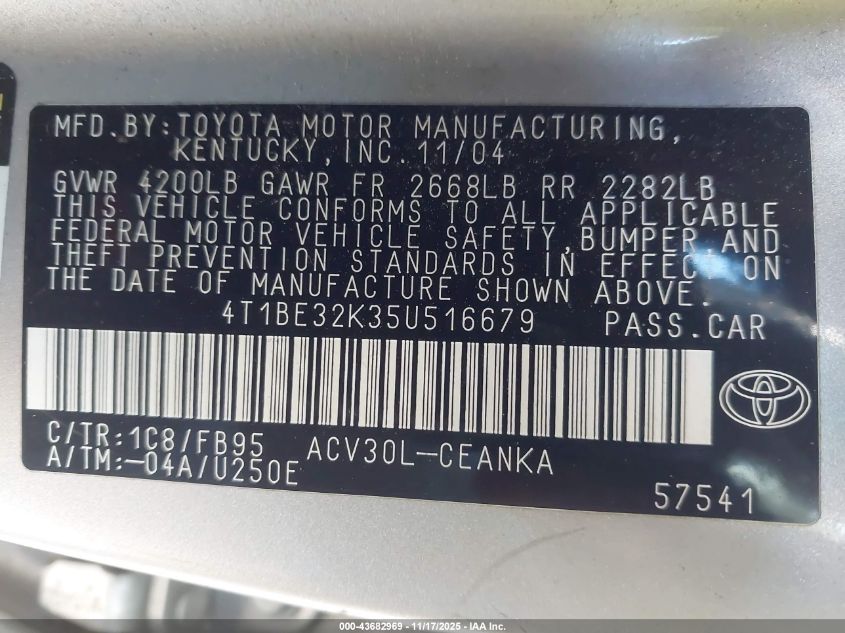 MFD.BY:TOYOTA MOTOR MANUFACTURING,
KENTUCKY,INC.11/04
GVWR 4200LB GAWR FR 2668LB RR 2282LB
THIS VEHICLE CONFORMS TO ALL APPLICABLE
FEDERAL MOTOR VEHICLE SAFETY,BUMPER AND
THEFT PREVENTION STANDARDS IN EFFECT ON
THE DATE OF MANUFACTURE SHOWN ABOVE.
4T1BE32K35U516679 PASS.CAR
C/TR:1C8/FB95 ACV30L-CEANKA
A/TM:-04A/U250E
57541
000-43682969 - 11/17/2025 - IAA Inc.